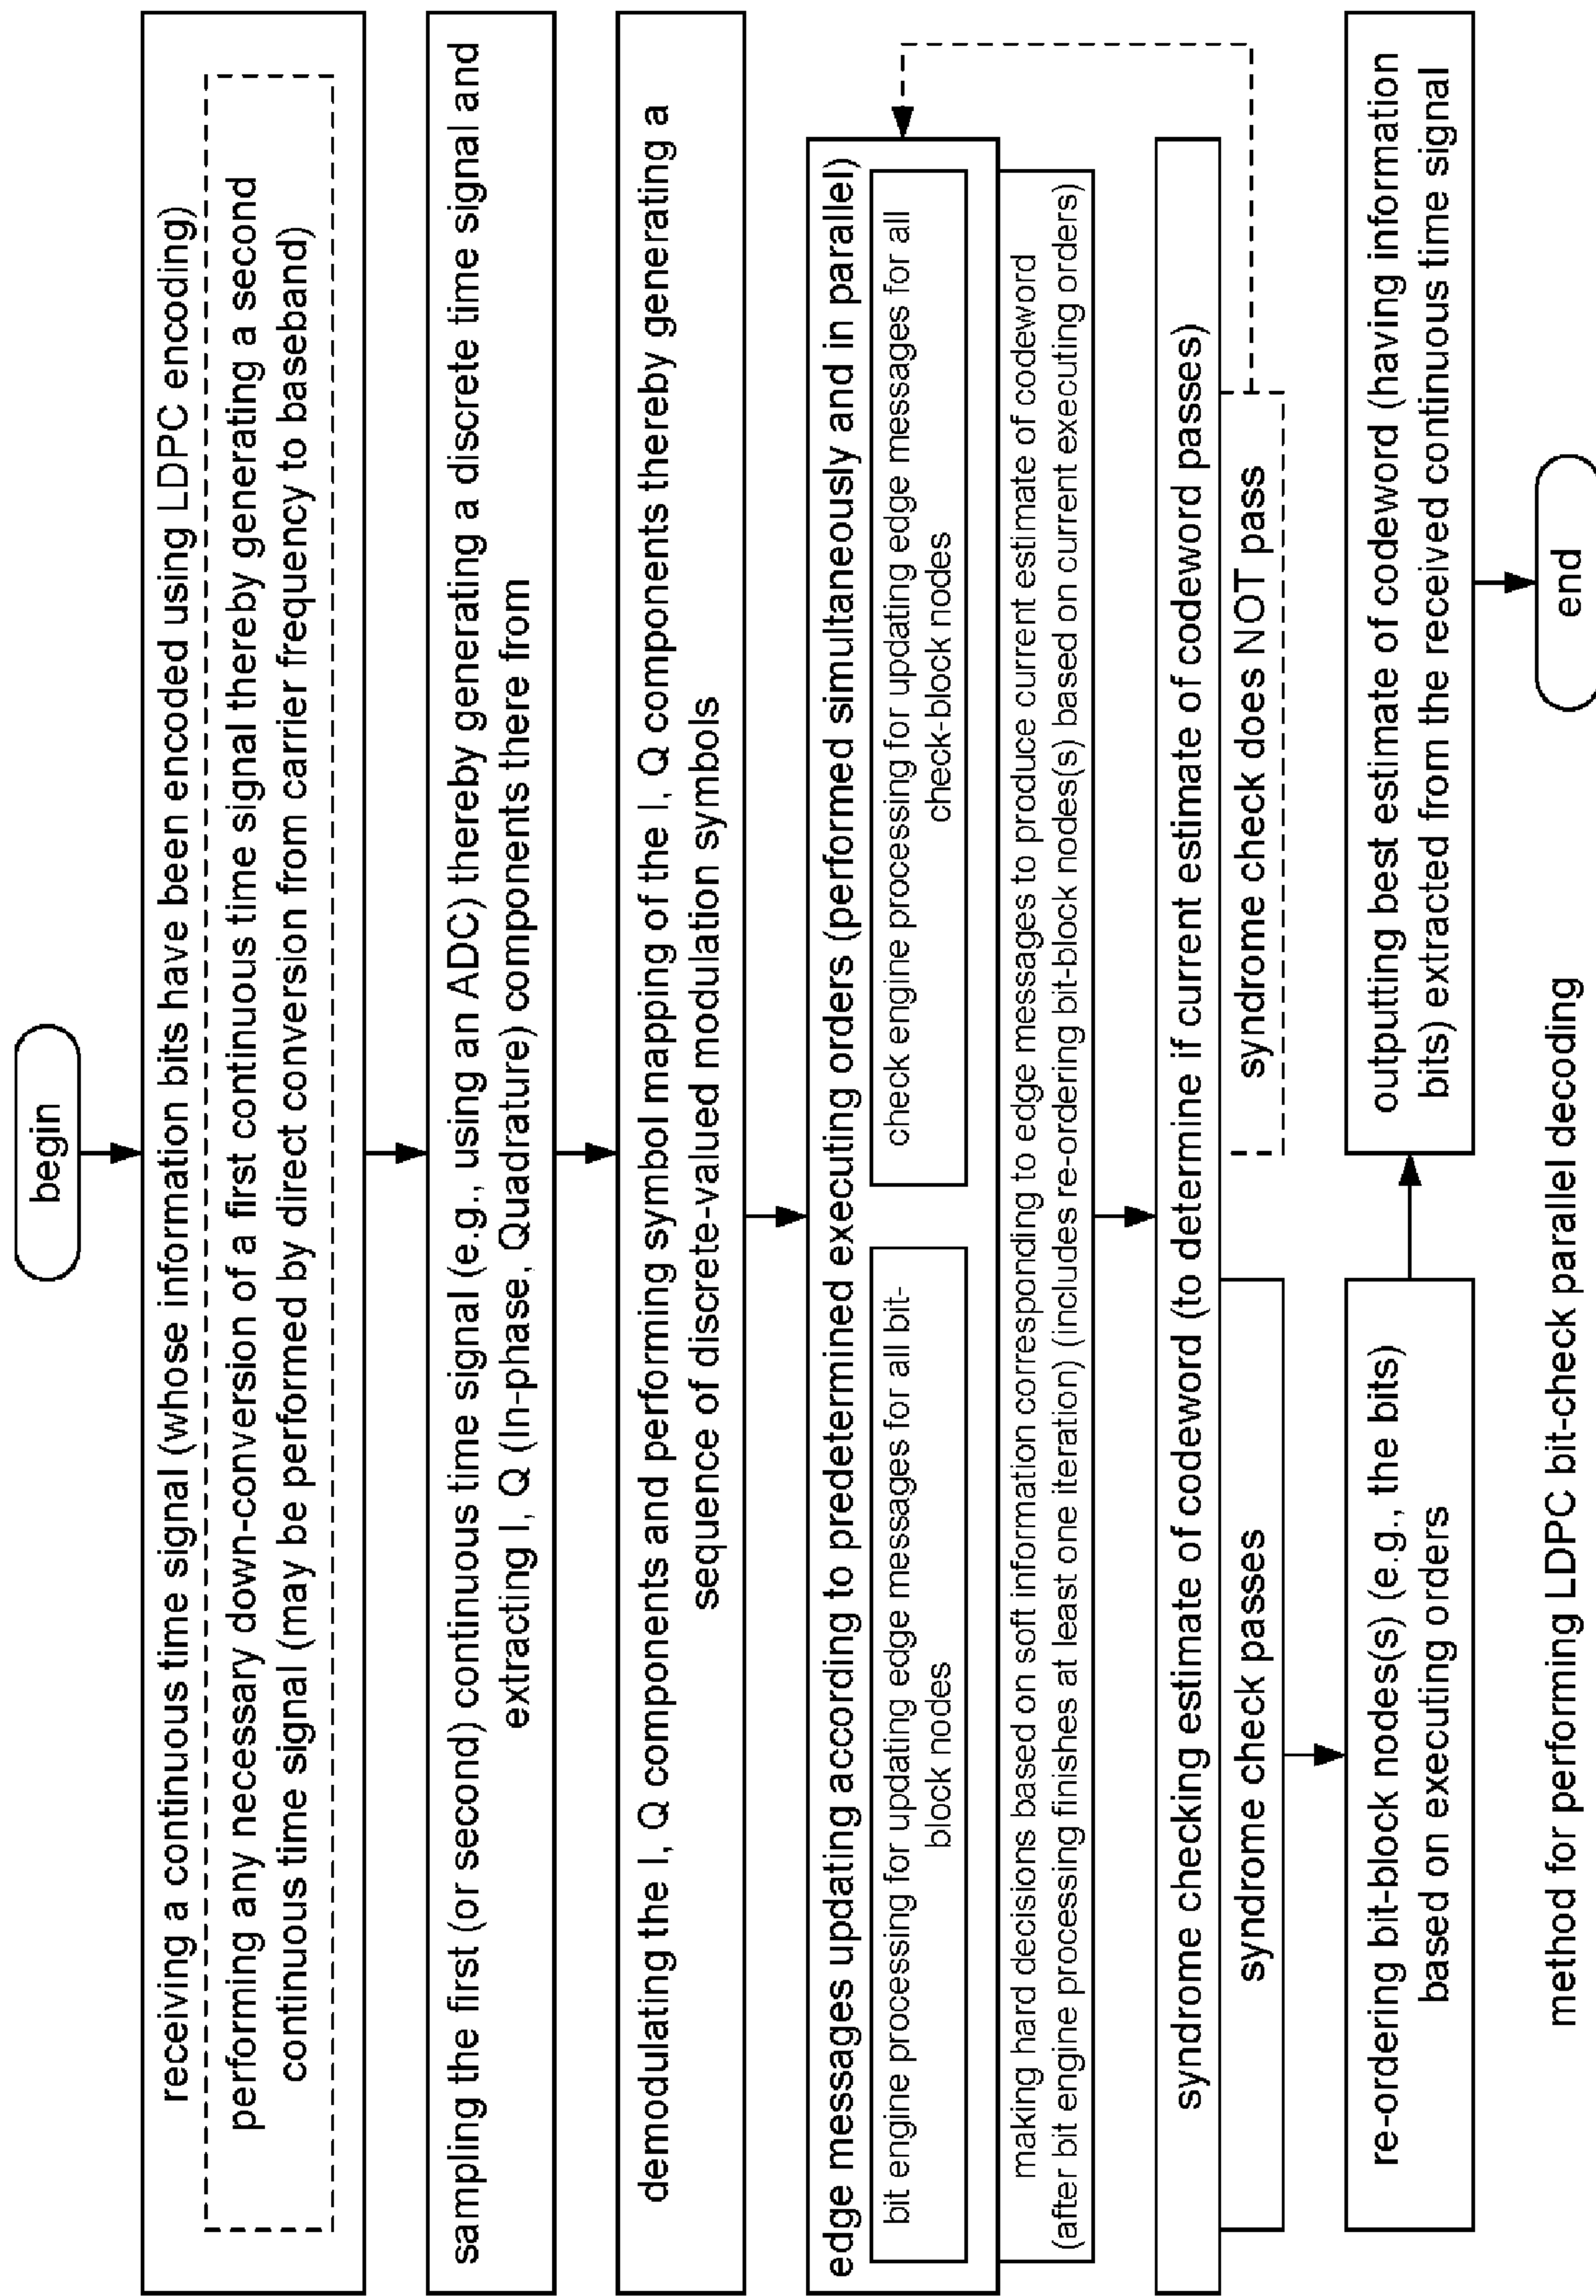 begin
receiving a continuous time signal (whose information bits have been encoded using LDPC encoding)
performing any necessary down-conversion of a first continuous time signal thereby generating a second
continuous time signal (may be performed by direct conversion from carrier frequency to baseband)
sampling the first (or second) continuous time signal (e.g., using an ADC) thereby generating a discrete time signal and
extracting I, Q (In-phase, Quadrature) components there from
demodulating the I, Q components and performing symbol mapping of the I, Q components thereby generating a
sequence of discrete-valued modulation symbols
edge messages updating according to predetermined executing orders (performed simultaneously and in parallel)
bit engine processing for updating edge messages for all bit-
block nodes
check engine processing for updating edge messages for all
check-block nodes
making hard decisions based on soft information corresponding to edge messages to produce current estimate of codeword
(after bit engine processing finishes at least one iteration) (includes re-ordering bit-block nodes(s) based on current executing orders)
syndrome checking estimate of codeword (to determine if current estimate of codeword passes)
syndrome check passes
syndrome check does NOT pass
re-ordering bit-block nodes(s) (e.g., the bits)
based on executing orders
outputting best estimate of codeword (having information
bits) extracted from the received continuous time signal
end
method for performing LDPC bit-check parallel decoding